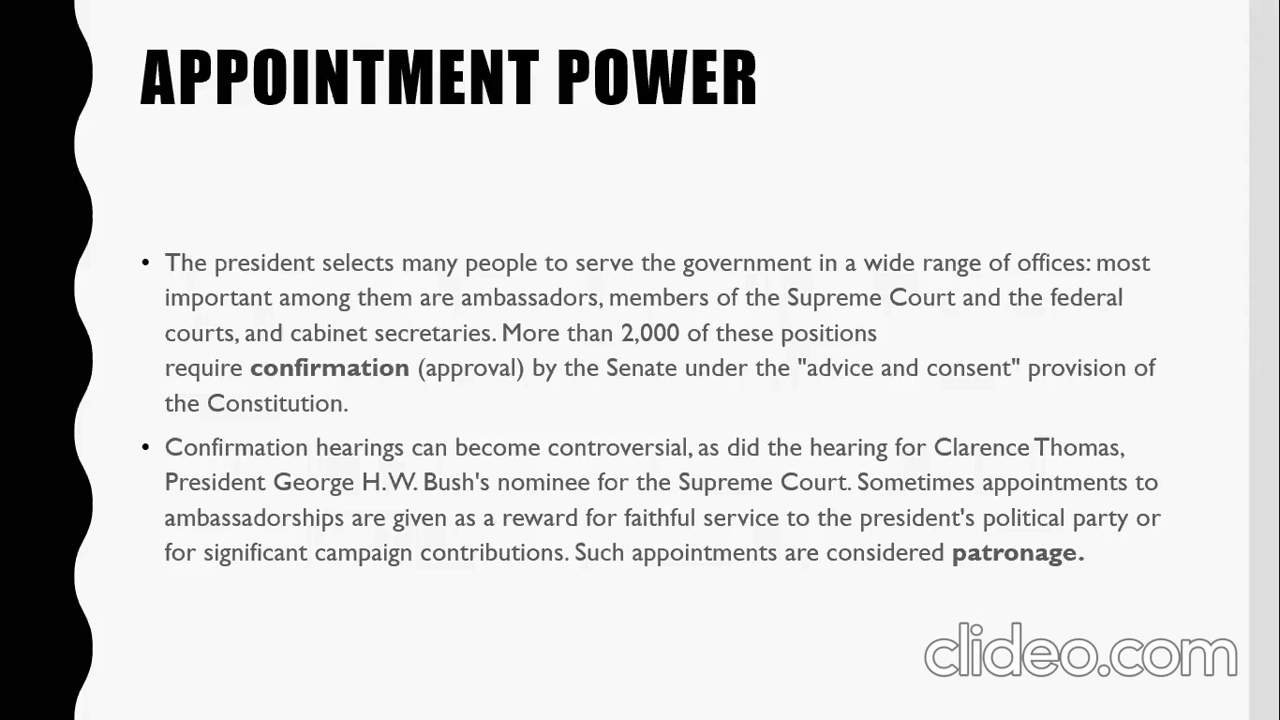 APPOINTMENT POWER
• The president selects many people to serve the government in a wide range of offices: most
important among them are ambassadors, members of the Supreme Court and the federal
courts, and cabinet secretaries. More than 2,000 of these positions
require confirmation (approval) by the Senate under the "advice and consent" provision of
the Constitution.
• Confirmation hearings can become controversial, as did the hearing for Clarence Thomas,
President George H.W. Bush's nominee for the Supreme Court. Sometimes appointments to
ambassadorships are given as a reward for faithful service to the president's political party or
for significant campaign contributions. Such appointments are considered patronage.
clideo.com